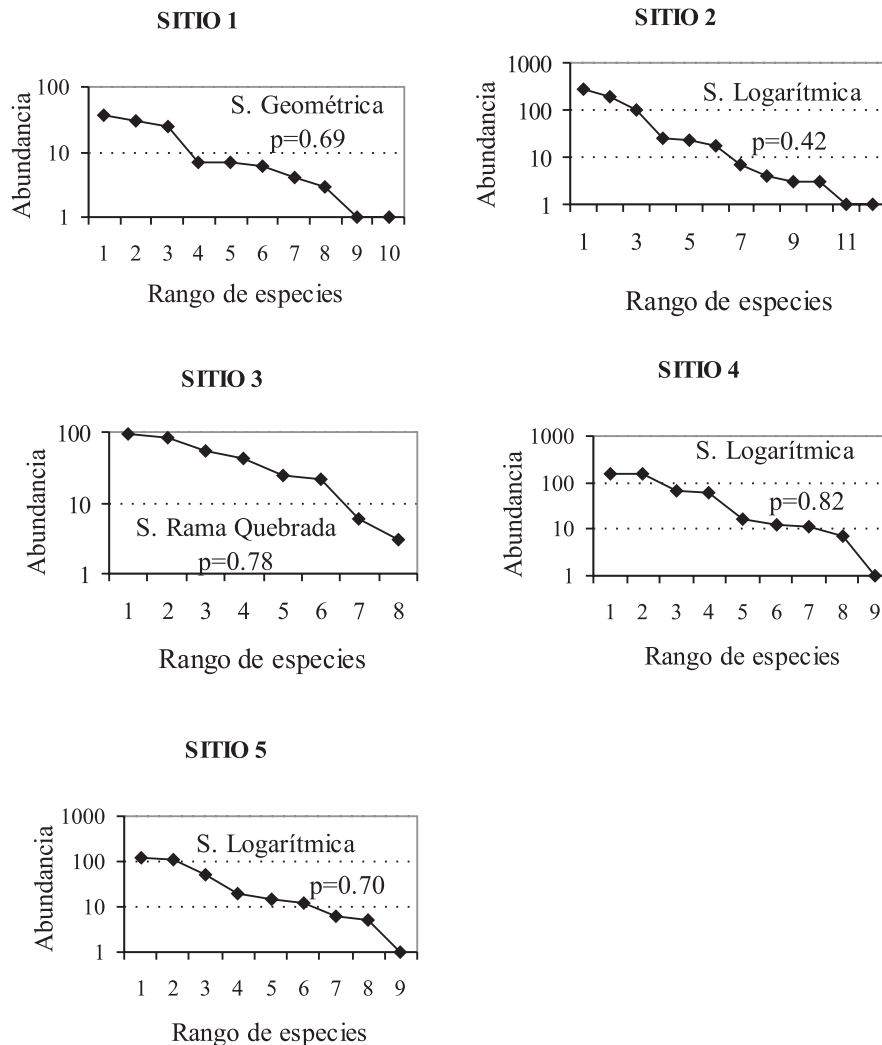 SITIO 1
100
10
1
Abundancia
S. Geométrica
p=0.69
1 2 3 4 5 6 7 8 9 10
Rango de especies
SITIO 2
1000
100
10
1
Abundancia
S. Logarítmica
p=0.42
1 3 5 7 9 11
Rango de especies
SITIO 3
100
10
1
Abundancia
S. Rama Quebrada
p=0.78
1 2 3 4 5 6 7 8
Rango de especies
SITIO 4
1000
100
10
1
Abundancia
S. Logarítmica
p=0.82
1 2 3 4 5 6 7 8 9
Rango de especies
SITIO 5
1000
100
10
1
Abundancia
S. Logarítmica
p=0.70
1 2 3 4 5 6 7 8 9
Rango de especies